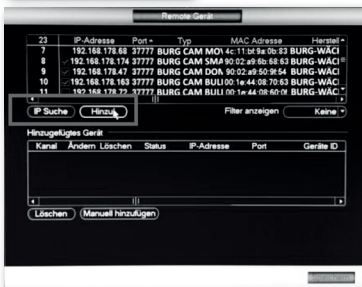 Remote Gerät
23 IP-Adresse Port Typ MAC Adresse Herstell
7 192.168.178.68 37777 BURG CAM MOV 4c:11:bf:9a:0b:83 BURG-WÄCI
8 192.168.178.174 37777 BURG CAM SMA 90:02:a9:6b:68:63 BURG-WÄCI
9 192.168.178.47 37777 BURG CAM DON 90:02:a9:50:9f:54 BURG-WÄCI
10 192.168.178.163 37777 BURG CAM BULI 00:1e:44:08:70:63 BURG-WÄCI
11 192.168.178.72 37777 BURG CAM BULI BURG-WÄCI
IP Suche Hinzu Filter anzeigen Keine
Hinzugefügtes Gerät
Kanal Ändern Löschen Status IP-Adresse Port Geräte ID
Löschen Manuell hinzufügen